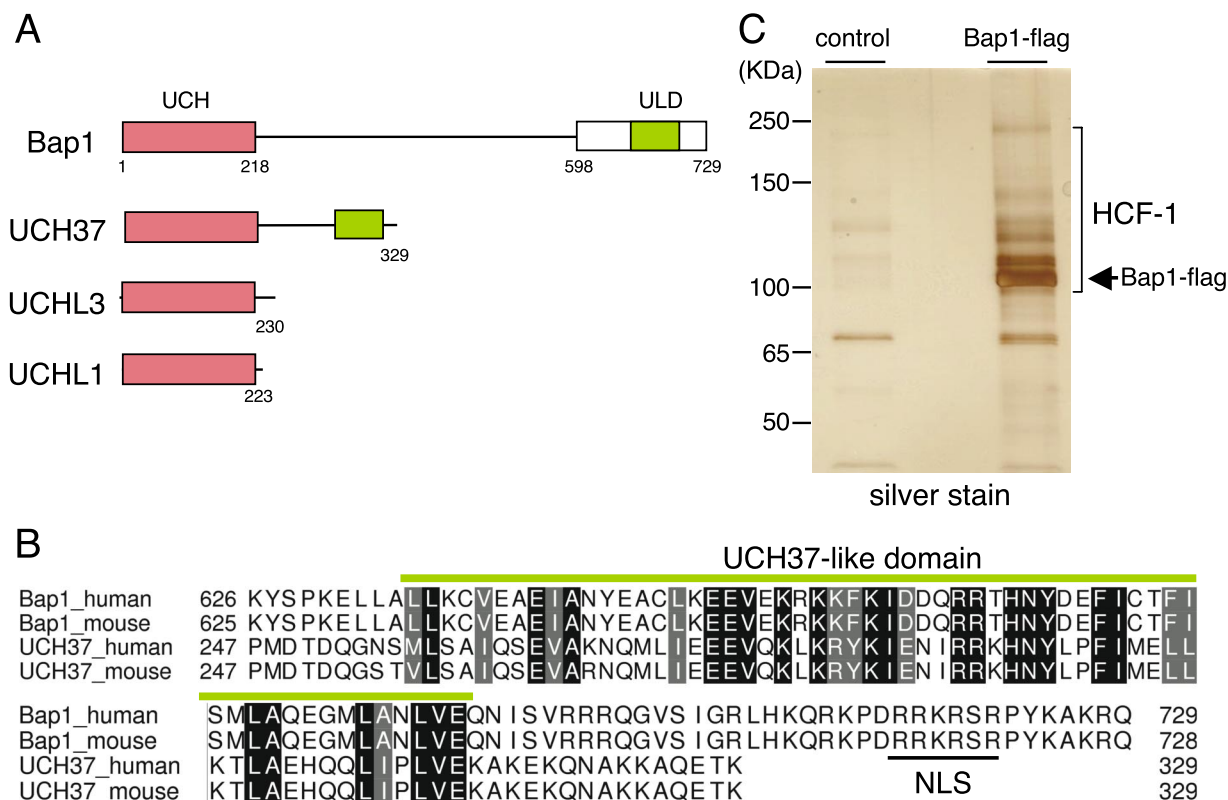 A
UCH
ULD
Bap1
1
218
598
729
UCH37
329
UCHL3
230
UCHL1
223
C
control
Bap1-flag
(KDa)
250
150
100
65
50
HCF-1
Bap1-flag
silver stain
B
UCH37-like domain
Bap1_human 626 KYSPKELLALLKCVEAEIANYEACLKEEVEKRKKFKIDDQRRTHNYDEFICTFI
Bap1_mouse 625 KYSPKELLALLKCVEAEIANYEACLKEEVEKRKKFKIDDQRRTHNYDEFICTFI
UCH37_human 247 PMDTDQGNSMLSAIQSEVAKNQMLIEEEVQKLKRYKIENIRRKHNYLPFIMELL
UCH37_mouse 247 PMDTDQGSTVLSAIQSEVARNQMLIEEEVQKLKRYKIENIRRKHNYLPFIMELL
Bap1_human SMLAQEGMLANLVEQNISVRRRQGVSIGRLHKQRKPDRRKRSRPYKAKRQ 729
Bap1_mouse SMLAQEGMLANLVEQNISVRRRQGVSIGRLHKQRKPDRRKRSRPYKAKRQ 728
UCH37_human KTLAEHQQLIPLVEKAKEKQNAKKAQETK 329
UCH37_mouse KTLAEHQQLIPLVEKAKEKQNAKKAQETK 329
NLS